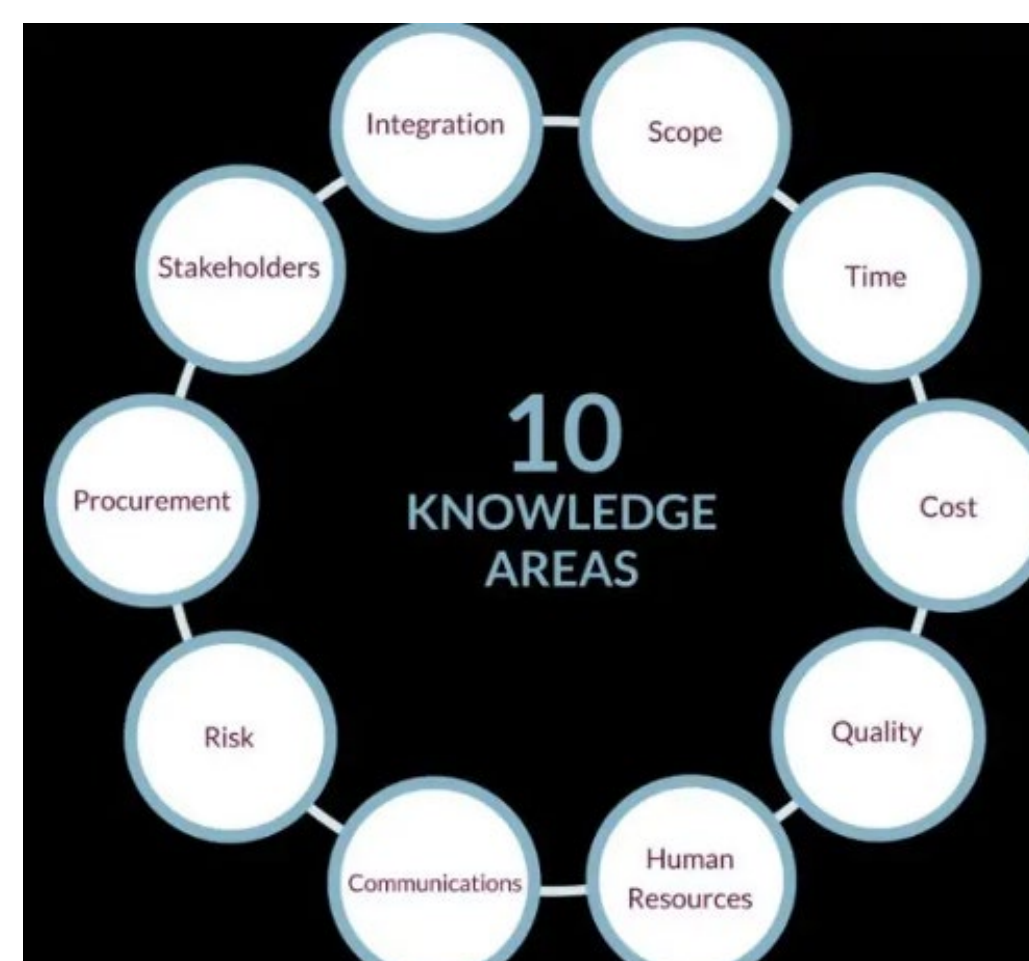 Integration
Scope
Stakeholders
Time
10
KNOWLEDGE
AREAS
Procurement
Cost
Risk
Quality
Communications
Human
Resources